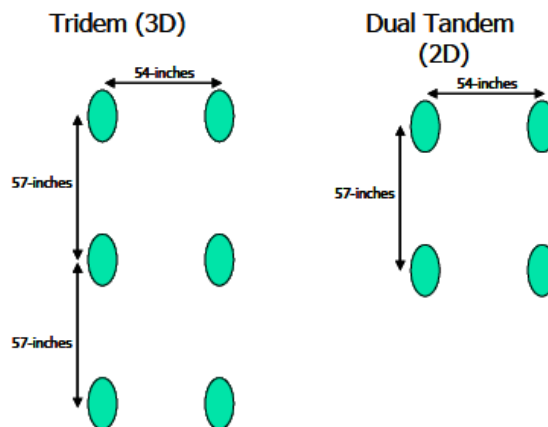 Tridem (3D)
54-inches
57-inches
57-inches
Dual Tandem
(2D)
54-inches
57-inches